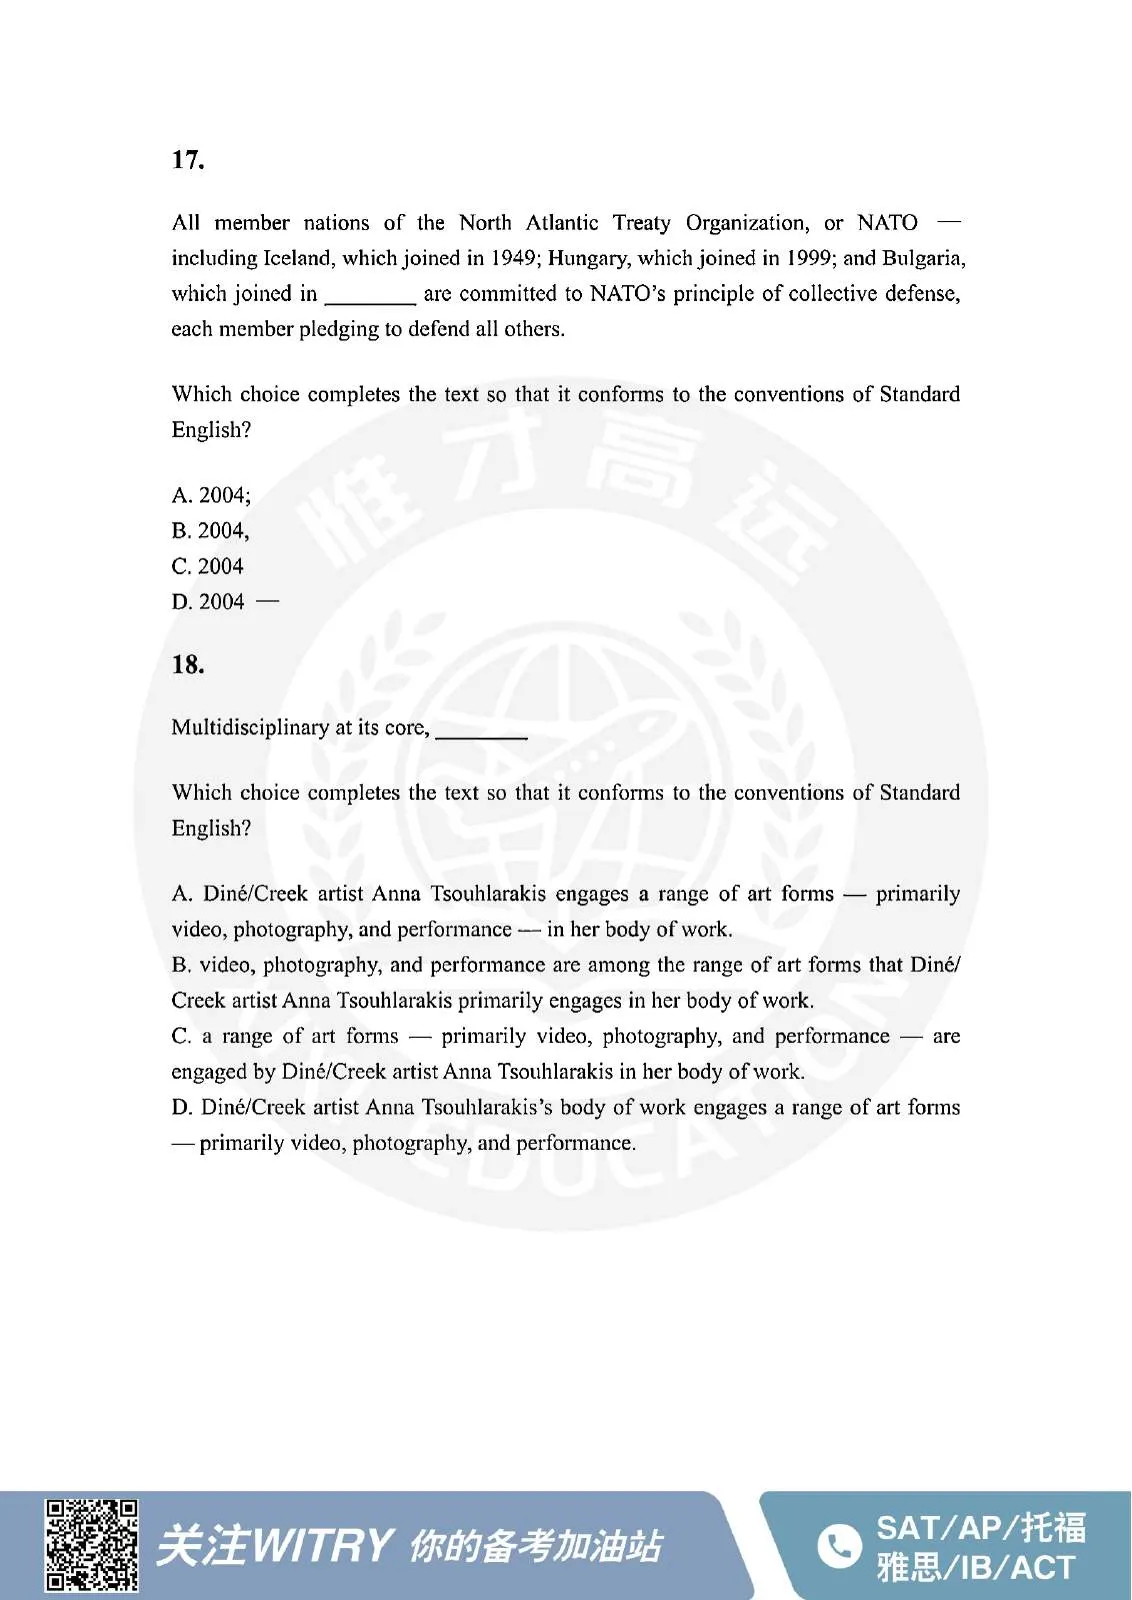 17.
All member nations of the North Atlantic Treaty Organization, or NATO —
including Iceland, which joined in 1949; Hungary, which joined in 1999; and Bulgaria,
which joined in ________ are committed to NATO’s principle of collective defense,
each member pledging to defend all others.
Which choice completes the text so that it conforms to the conventions of Standard
English?
A. 2004;
B. 2004,
C. 2004
D. 2004 —
18.
Multidisciplinary at its core, ________
Which choice completes the text so that it conforms to the conventions of Standard
English?
A. Diné/Creek artist Anna Tsouhlarakis engages a range of art forms — primarily
video, photography, and performance — in her body of work.
B. video, photography, and performance are among the range of art forms that Diné/
Creek artist Anna Tsouhlarakis primarily engages in her body of work.
C. a range of art forms — primarily video, photography, and performance — are
engaged by Diné/Creek artist Anna Tsouhlarakis in her body of work.
D. Diné/Creek artist Anna Tsouhlarakis’s body of work engages a range of art forms
— primarily video, photography, and performance.
惟才高远
EDUCATION
关注WITRY 你的备考加油站
SAT/AP/托福
雅思/IB/ACT